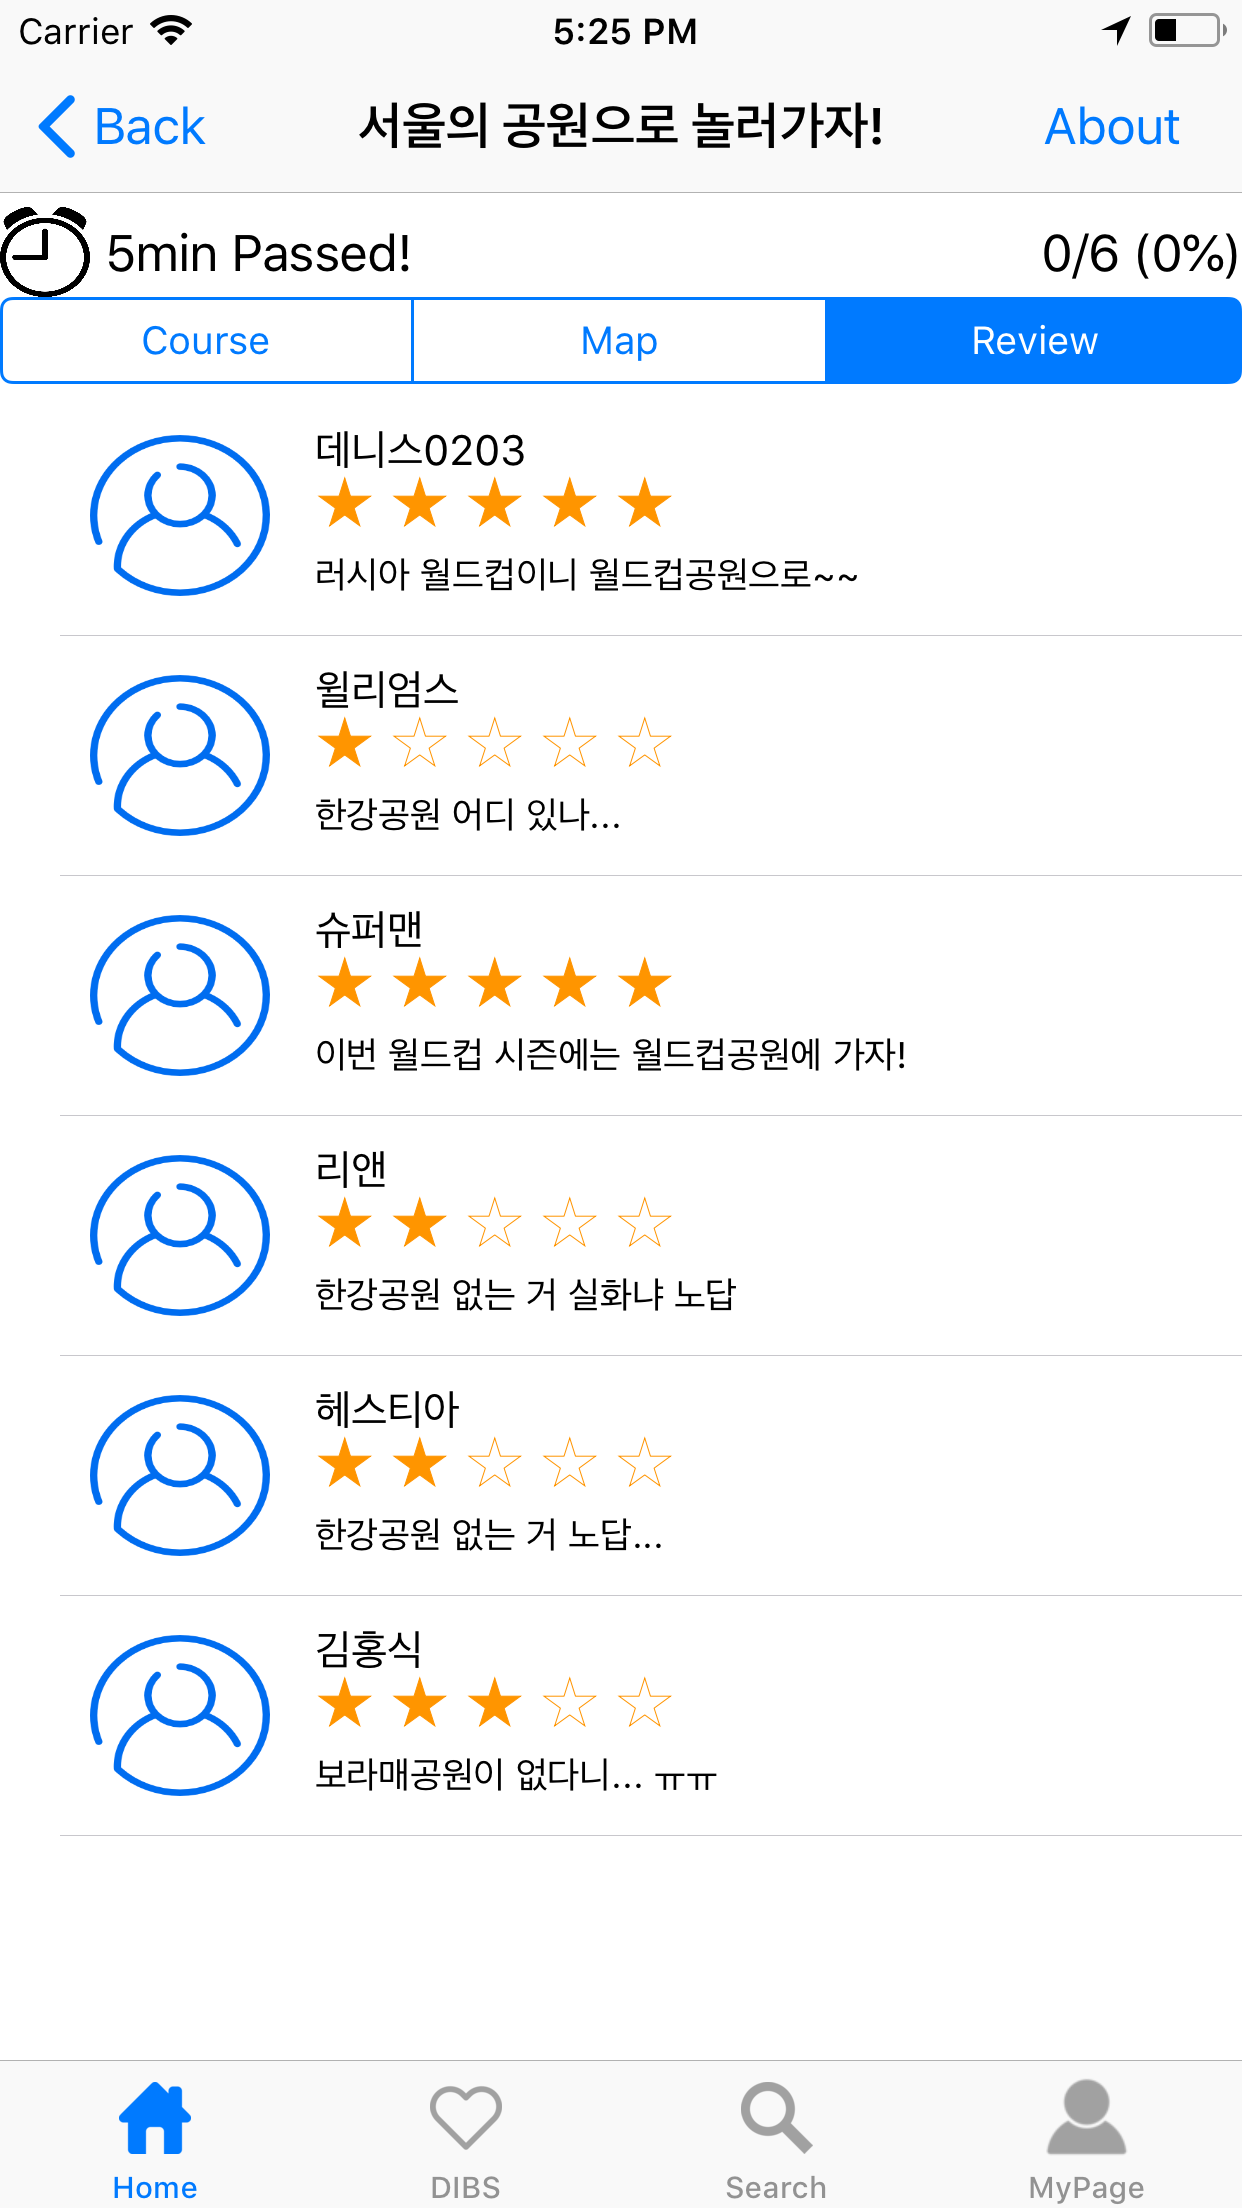 Carrier 5:25 PM
Back 서울의 공원으로 놀러가자! About
5min Passed! 0/6 (0%)
Course Map Review
데니스0203
★ ★ ★ ★ ★
러시아 월드컵이니 월드컵공원으로~~
윌리엄스
★ ☆ ☆ ☆ ☆
한강공원 어디 있나...
슈퍼맨
★ ★ ★ ★ ★
이번 월드컵 시즌에는 월드컵공원에 가자!
리앤
★ ★ ☆ ☆ ☆
한강공원 없는 거 실화냐 노답
헤스티아
★ ★ ☆ ☆ ☆
한강공원 없는 거 노답...
김홍식
★ ★ ★ ☆ ☆
보라매공원이 없다니... ㅠㅠ
Home DIBS Search MyPage